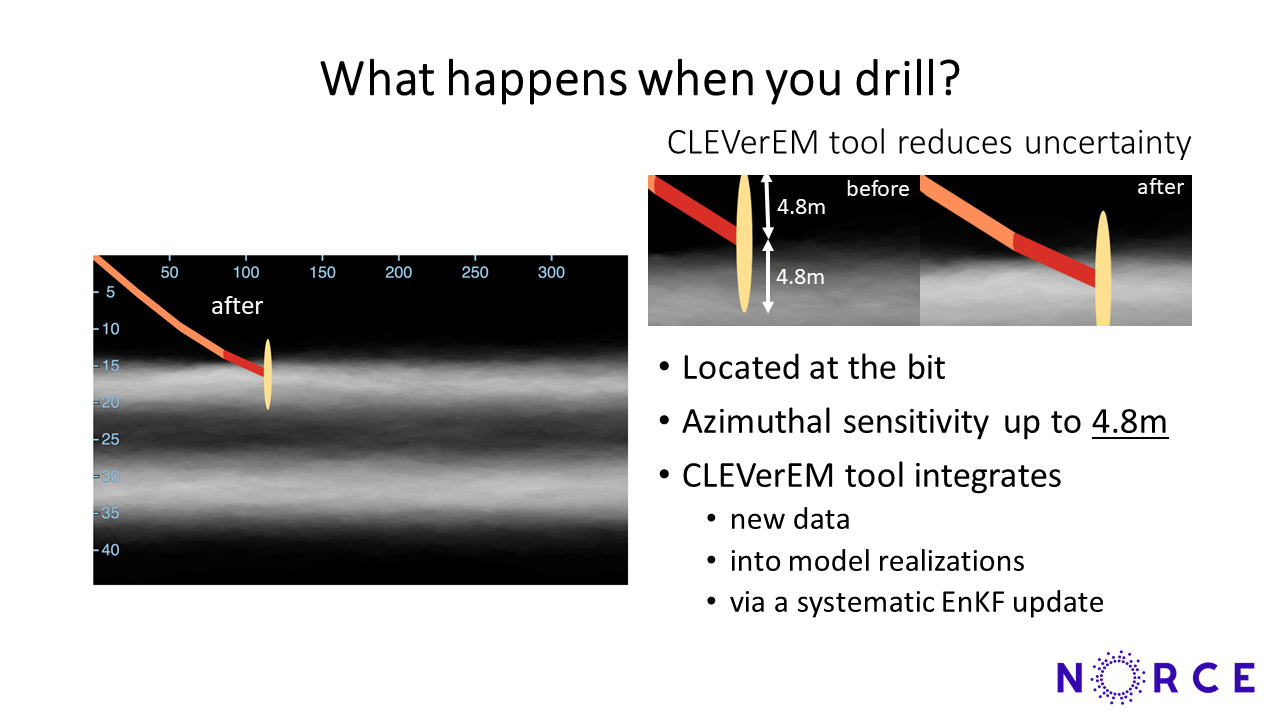 What happens when you drill?
CLEVerEM tool reduces uncertainty
before
4.8m
4.8m
after
50 100 150 200 250 300
5
10
15
20
25
30
35
40
after
• Located at the bit
• Azimuthal sensitivity up to 4.8m
• CLEVerEM tool integrates
• new data
• into model realizations
• via a systematic EnKF update
NORCE